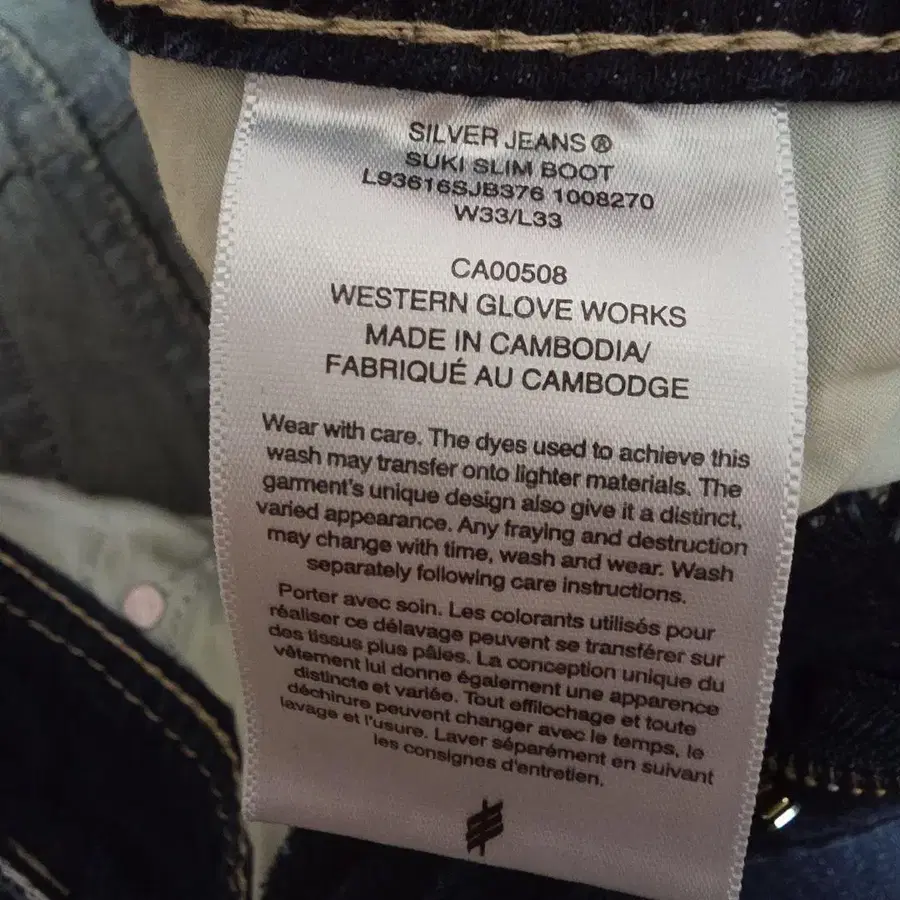 SILVER JEANS®
SUKI SLIM BOOT
L93616SJB376 1008270
W33/L33
CA00508
WESTERN GLOVE WORKS
MADE IN CAMBODIA/
FABRIQUÉ AU CAMBODGE
Wear with care. The dyes used to achieve this
wash may transfer onto lighter materials. The
garment's unique design also give it a distinct,
varied appearance. Any fraying and destruction
may change with time, wash and wear. Wash
separately following care instructions.
Porter avec soin. Les colorants utilisés pour
réaliser ce délavage peuvent se transférer sur
des tissus plus pâles. La conception unique du
vêtement lui donne également une apparence
distincte et variée. Tout effilochage et toute
déchirure peuvent changer avec le temps, le
lavage et l'usure. Laver séparément en suivant
les consignes d'entretien.